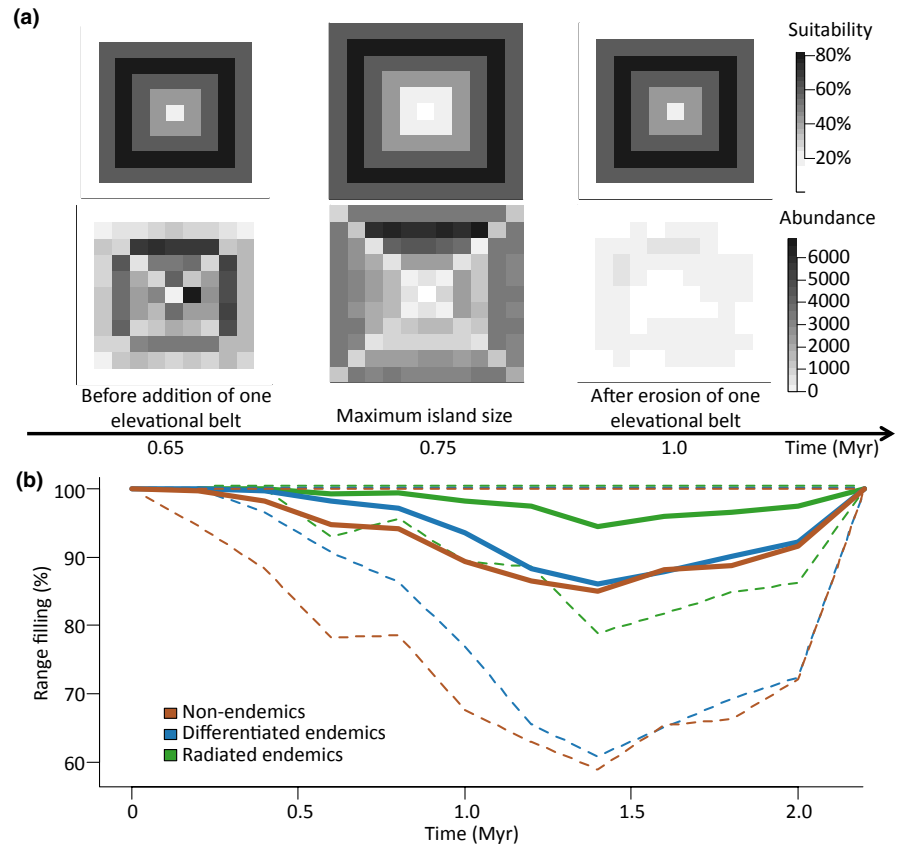 (a)
Suitability
80%
60%
40%
20%
Abundance
6000
5000
4000
3000
2000
1000
0
Before addition of one
elevational belt
Maximum island size
After erosion of one
elevational belt
0.65
0.75
1.0
Time (Myr)
(b)
100
90
80
70
60
Range filling (%)
Non-endemics
Differentiated endemics
Radiated endemics
0
0.5
1.0
1.5
2.0
Time (Myr)